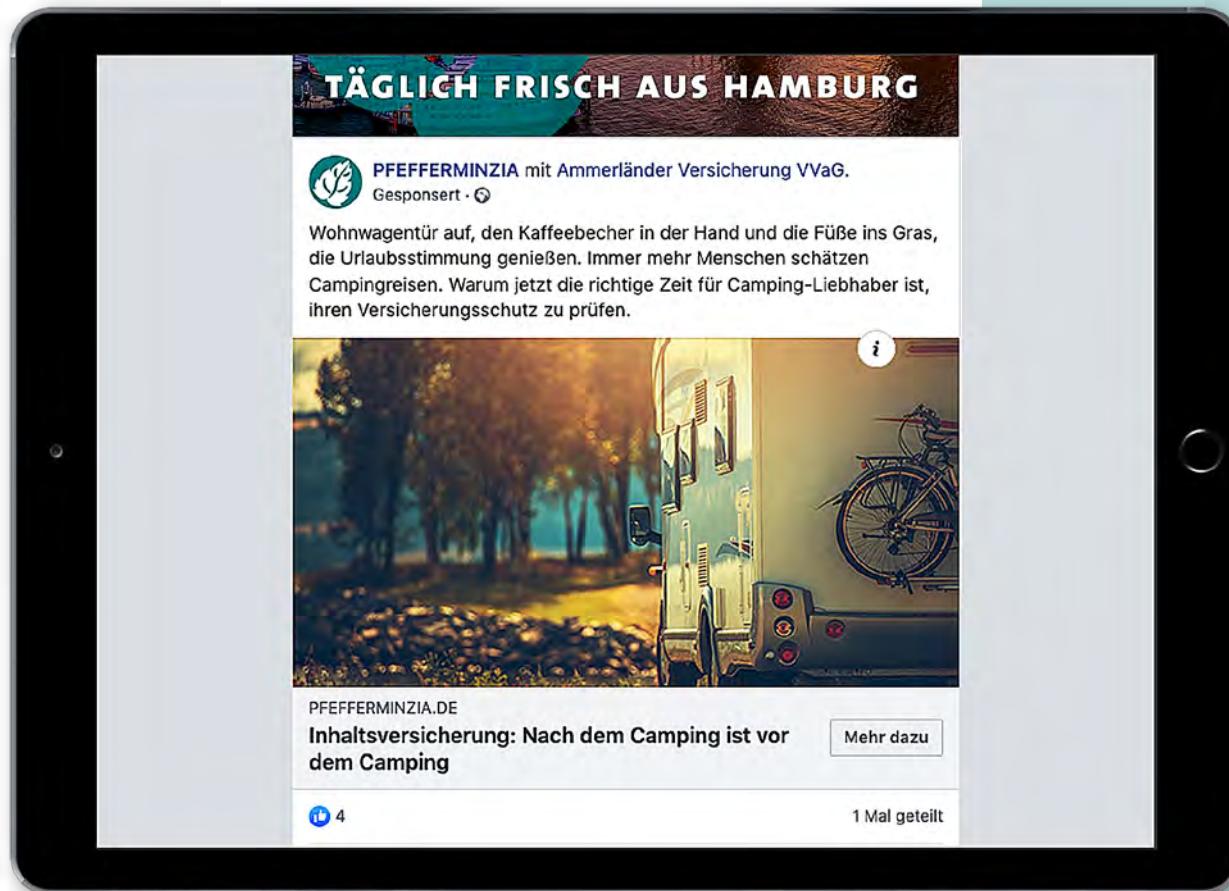 TÄGLICH FRISCH AUS HAMBURG
PFEFFERMINZIA mit Ammerländer Versicherung VVaG.
Gesponsert ·
Wohnwagentür auf, den Kaffeebecher in der Hand und die Füße ins Gras,
die Urlaubsstimmung genießen. Immer mehr Menschen schätzen
Campingreisen. Warum jetzt die richtige Zeit für Camping-Liebhaber ist,
ihren Versicherungsschutz zu prüfen.
i
PFEFFERMINZIA.DE
Inhaltsversicherung: Nach dem Camping ist vor
dem Camping
Mehr dazu
4
1 Mal geteilt